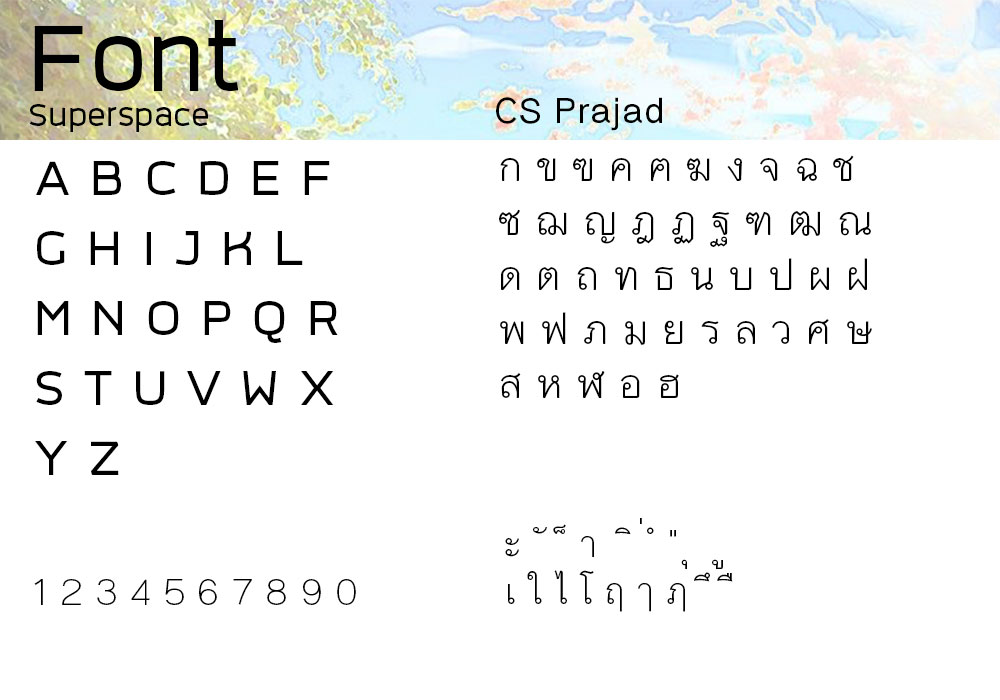 Font
Superspace
CS Prajad
A B C D E F
G H I J K L
M N O P Q R
S T U V W X
Y Z
1 2 3 4 5 6 7 8 9 0
ก ข ฃ ค ฅ ฆ ง จ ฉ ช
ซ ฌ ญ ฎ ฏ ฐ ฑ ฒ ณ
ด ต ถ ท ธ น บ ป ผ ฝ
พ ฟ ภ ม ย ร ล ว ศ ษ
ส ห ฬ อ ฮ
ะ ั ็ า ิ ่ ํ "
เ ใ ไ โ ฤ ๅ ฦ ุ ึ ู ื